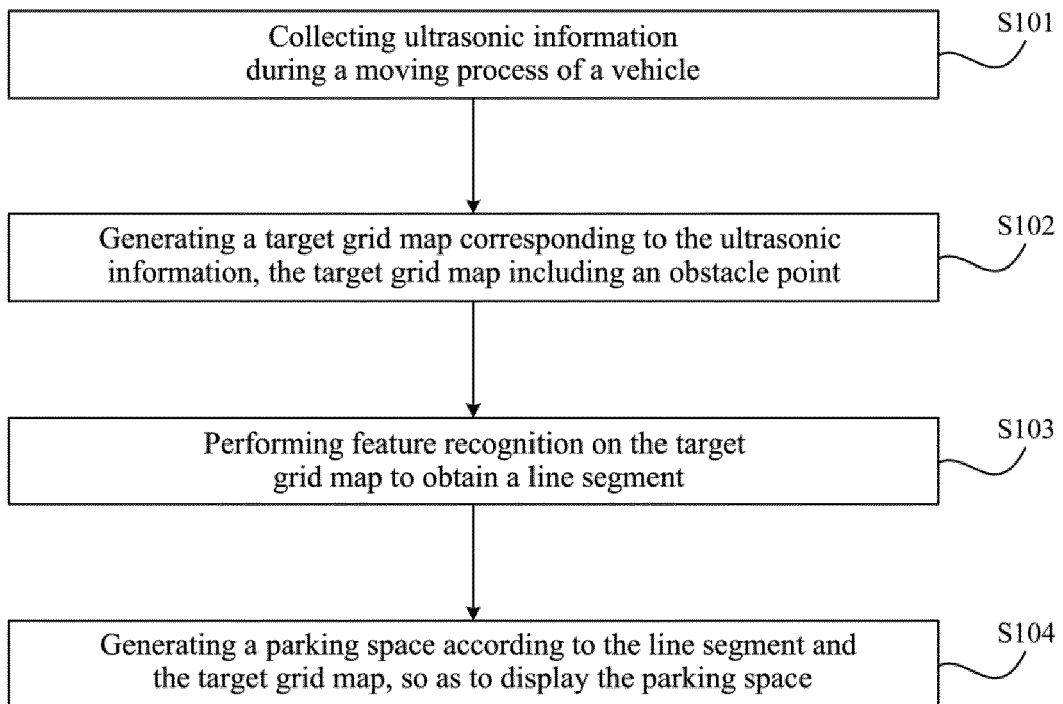 S101
Collecting ultrasonic information
during a moving process of a vehicle
S102
Generating a target grid map corresponding to the ultrasonic
information, the target grid map including an obstacle point
S103
Performing feature recognition on the target
grid map to obtain a line segment
S104
Generating a parking space according to the line segment and
the target grid map, so as to display the parking space